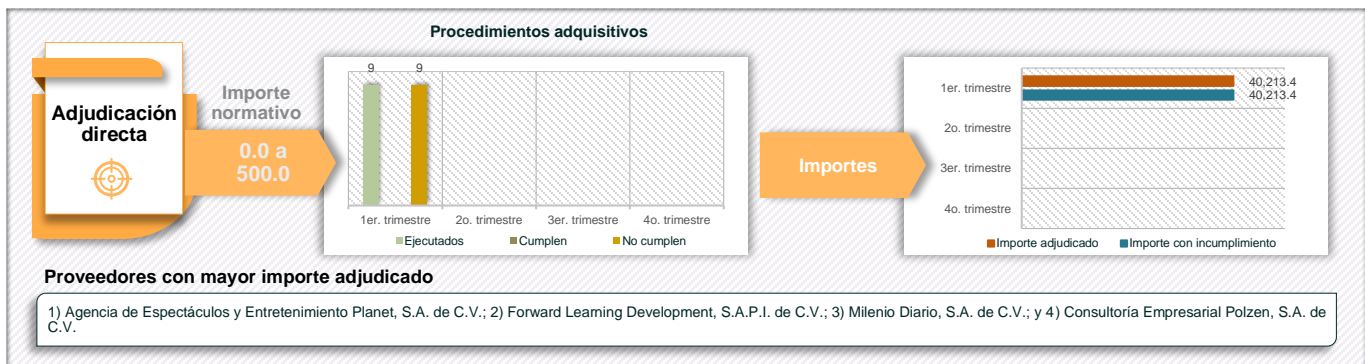 Procedimientos adquisitivos
Adjudicación
directa
Importe
normativo
0.0 a
500.0
9 9
1er. trimestre 2o. trimestre 3er. trimestre 4o. trimestre
Ejecutados Cumplen No cumplen
Importes
1er. trimestre
40,213.4
40,213.4
2o. trimestre
3er. trimestre
4o. trimestre
Importe adjudicado Importe con incumplimiento
Proveedores con mayor importe adjudicado
1) Agencia de Espectáculos y Entretenimiento Planet, S.A. de C.V.; 2) Forward Learning Development, S.A.P.I. de C.V.; 3) Milenio Diario, S.A. de C.V.; y 4) Consultoría Empresarial Polzen, S.A. de
C.V.